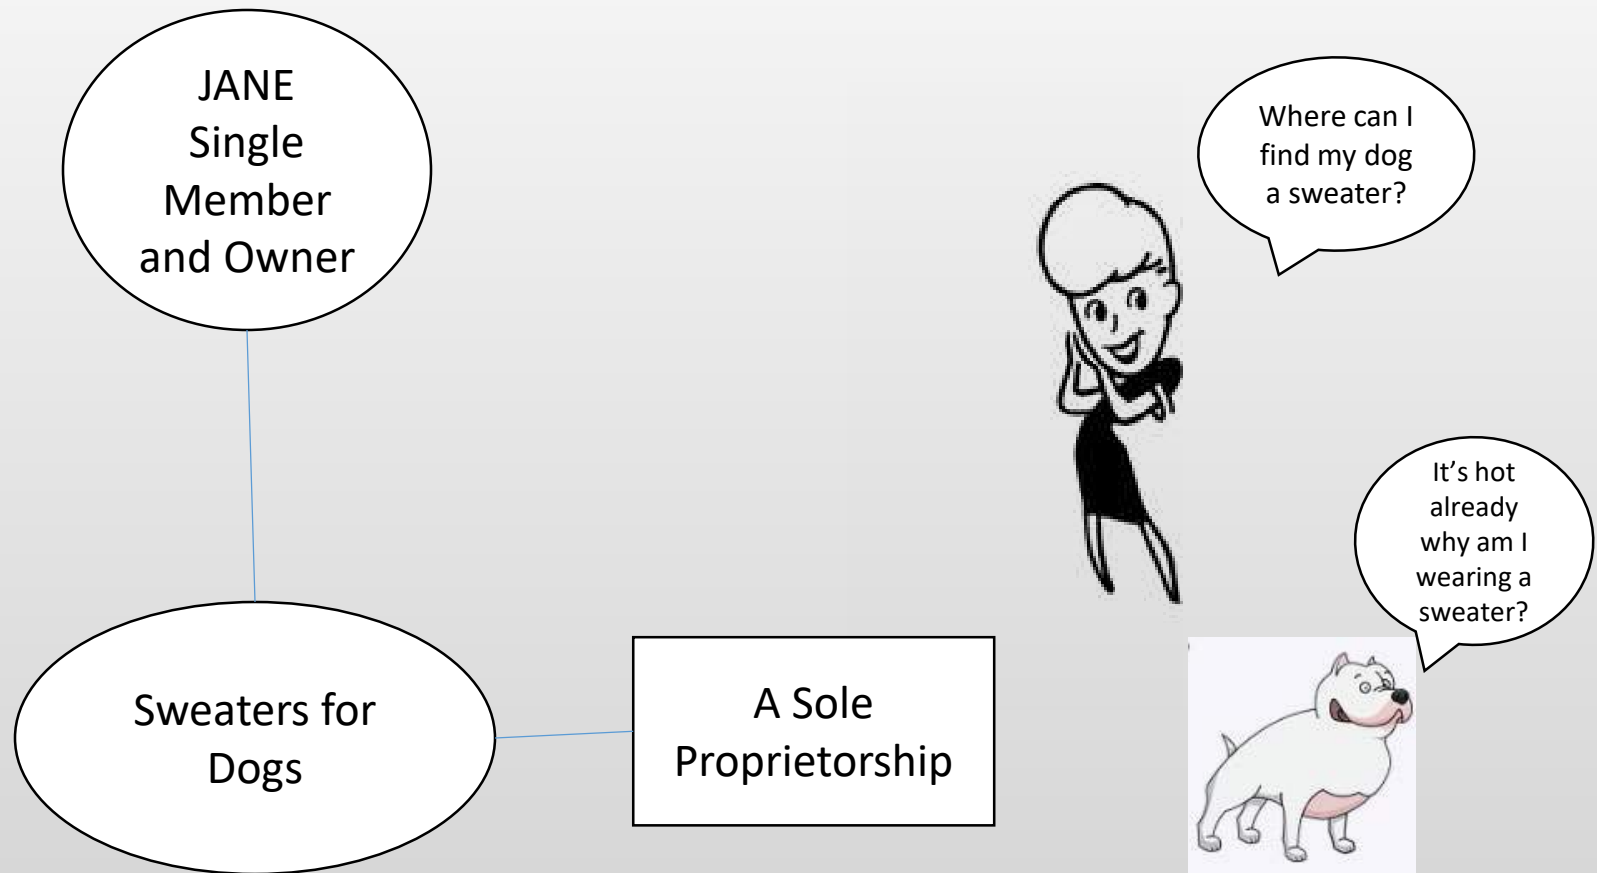 JANE
Single
Member
and Owner
Where can I
find my dog
a sweater?
It’s hot
already
why am I
wearing a
sweater?
Sweaters for
Dogs
A Sole
Proprietorship